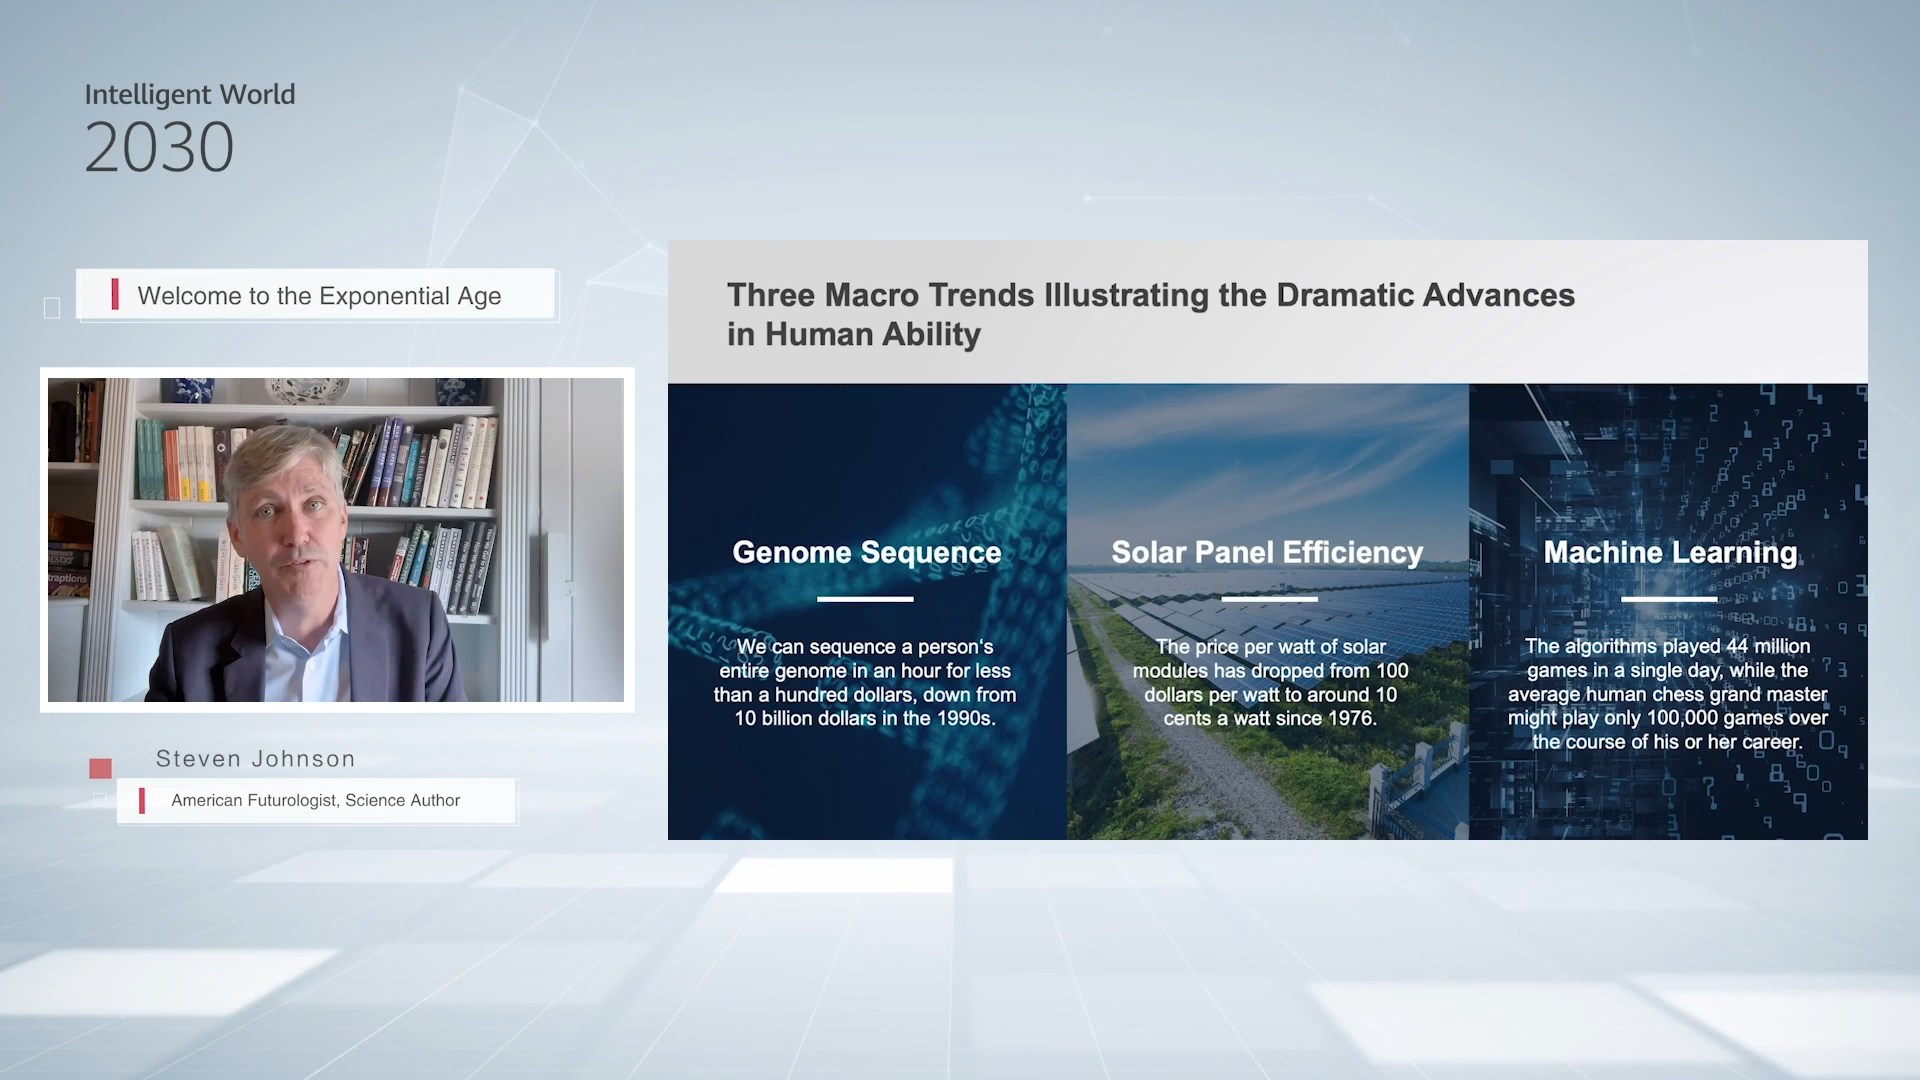 Intelligent World
2030
Welcome to the Exponential Age
Steven Johnson
American Futurologist, Science Author
Three Macro Trends Illustrating the Dramatic Advances
in Human Ability
Genome Sequence
We can sequence a person‘s
entire genome in an hour for less
than a hundred dollars, down from
10 billion dollars in the 1990s.
Solar Panel Efficiency
The price per watt of solar
modules has dropped from 100
dollars per watt to around 10
cents a watt since 1976.
Machine Learning
The algorithms played 44 million
games in a single day, while the
average human chess grand master
might play only 100,000 games over
the course of his or her career.